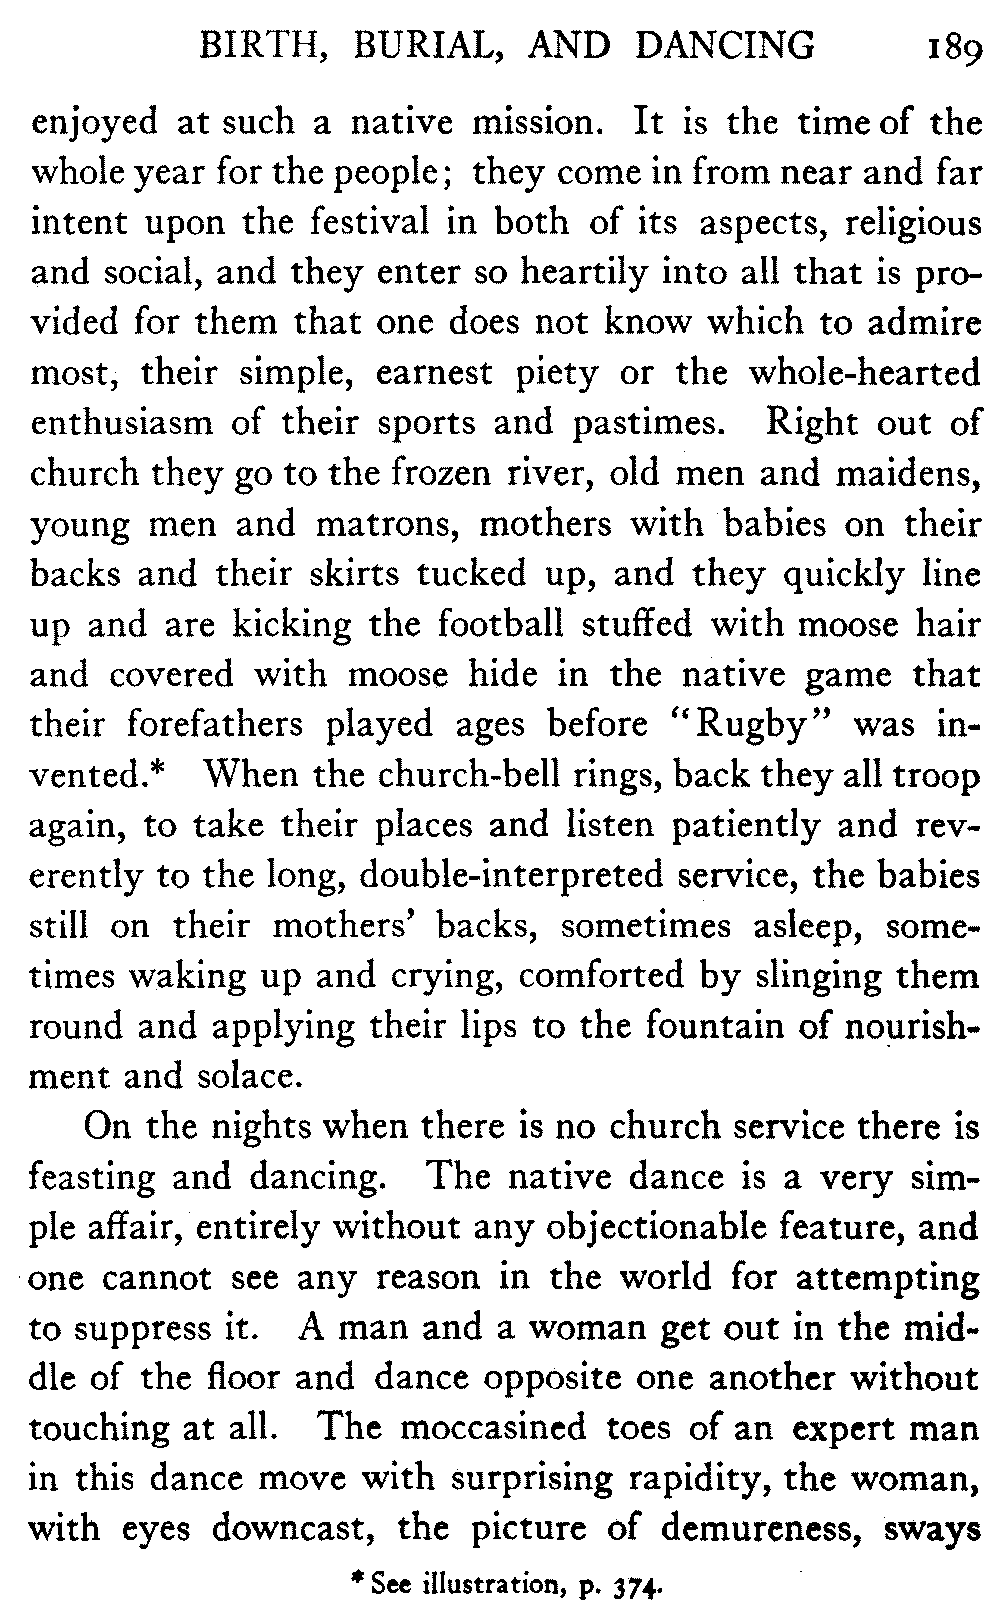 BIRTH, BURIAL, AND DANCING 189
enjoyed at such a native mission. It is the time of the
whole year for the people; they come in from near and far
intent upon the festival in both of its aspects, religious
and social, and they enter so heartily into all that is pro-
vided for them that one does not know which to admire
most, their simple, earnest piety or the whole-hearted
enthusiasm of their sports and pastimes. Right out of
church they go to the frozen river, old men and maidens,
young men and matrons, mothers with babies on their
backs and their skirts tucked up, and they quickly line
up and are kicking the football stuffed with moose hair
and covered with moose hide in the native game that
their forefathers played ages before “Rugby” was in-
vented.* When the church-bell rings, back they all troop
again, to take their places and listen patiently and rev-
erently to the long, double-interpreted service, the babies
still on their mothers’ backs, sometimes asleep, some-
times waking up and crying, comforted by slinging them
round and applying their lips to the fountain of nourish-
ment and solace.
On the nights when there is no church service there is
feasting and dancing. The native dance is a very sim-
ple affair, entirely without any objectionable feature, and
one cannot see any reason in the world for attempting
to suppress it. A man and a woman get out in the mid-
dle of the floor and dance opposite one another without
touching at all. The moccasined toes of an expert man
in this dance move with surprising rapidity, the woman,
with eyes downcast, the picture of demureness, sways
* See illustration, p. 374.